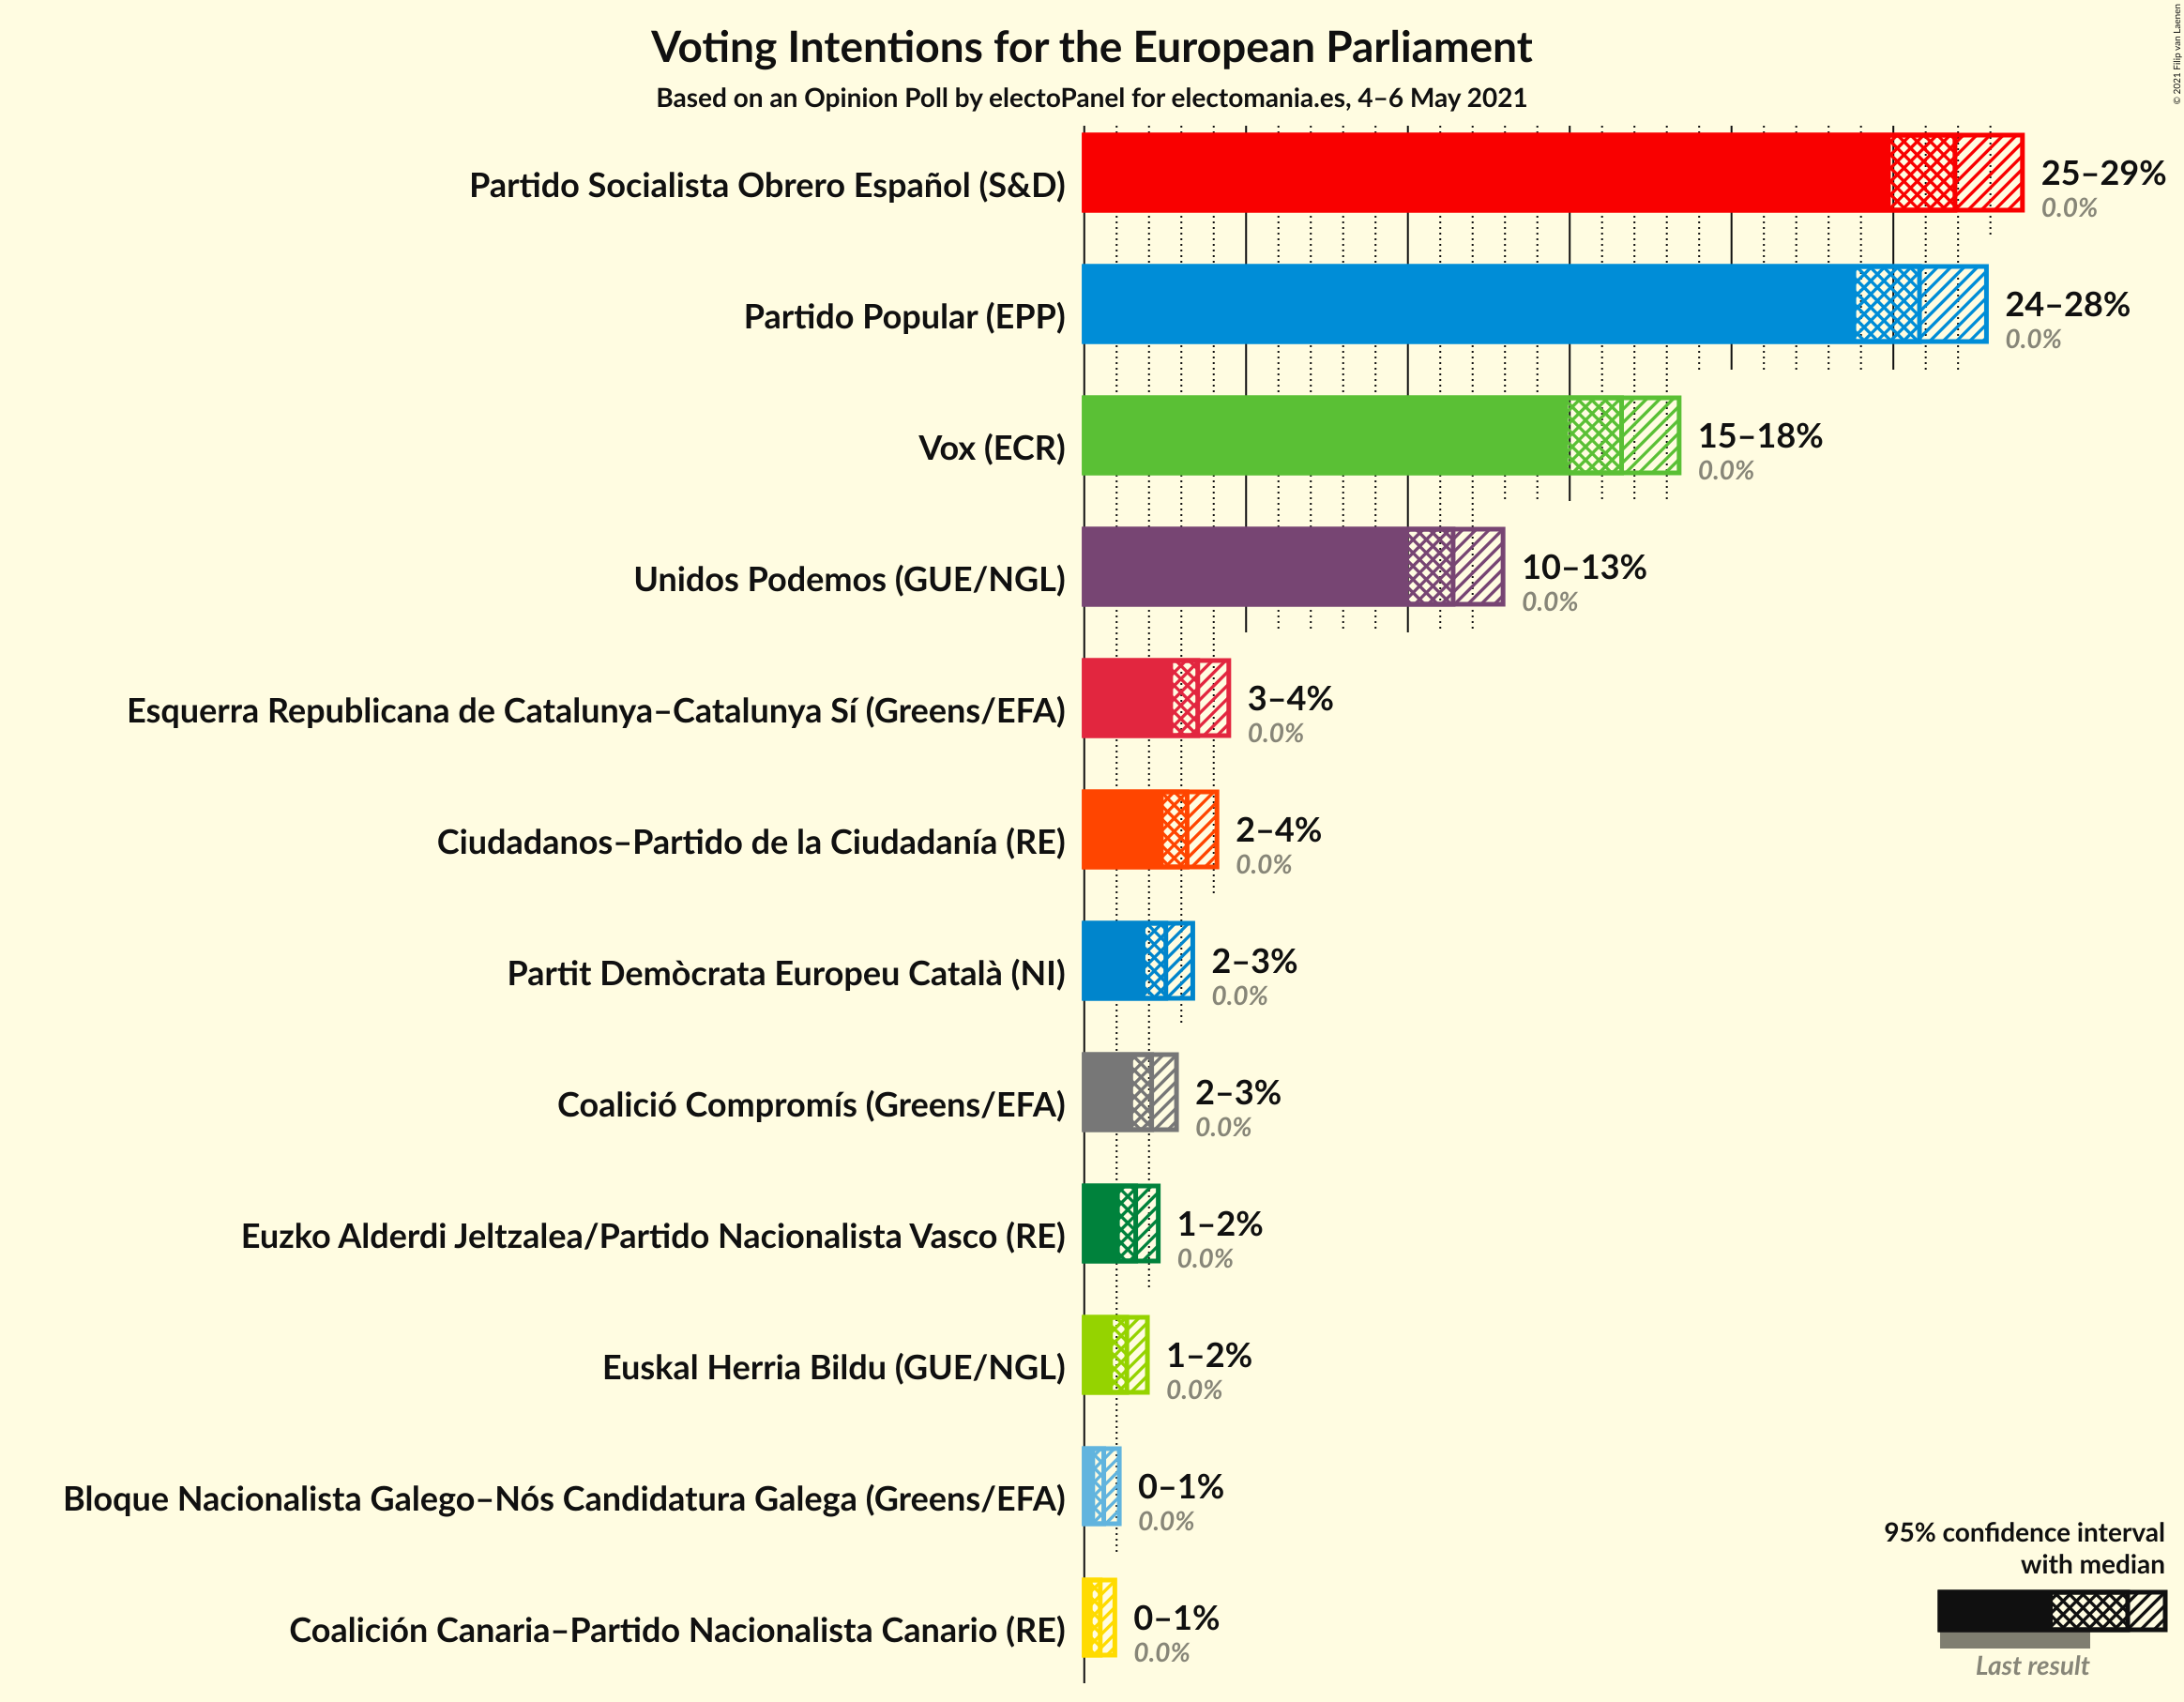 Voting Intentions for the European Parliament
Based on an Opinion Poll by electoPanel for electomania.es, 4–6 May 2021
© 2021 Filip van Laenen
Partido Socialista Obrero Español (S&D)
25–29%
0.0%
Partido Popular (EPP)
24–28%
0.0%
Vox (ECR)
15–18%
0.0%
Unidos Podemos (GUE/NGL)
10–13%
0.0%
Esquerra Republicana de Catalunya–Catalunya Sí (Greens/EFA)
3–4%
0.0%
Ciudadanos–Partido de la Ciudadanía (RE)
2–4%
0.0%
Partit Demòcrata Europeu Català (NI)
2–3%
0.0%
Coalició Compromís (Greens/EFA)
2–3%
0.0%
Euzko Alderdi Jeltzalea/Partido Nacionalista Vasco (RE)
1–2%
0.0%
Euskal Herria Bildu (GUE/NGL)
1–2%
0.0%
Bloque Nacionalista Galego–Nós Candidatura Galega (Greens/EFA)
0–1%
0.0%
Coalición Canaria–Partido Nacionalista Canario (RE)
0–1%
0.0%
95% confidence interval
with median
Last result